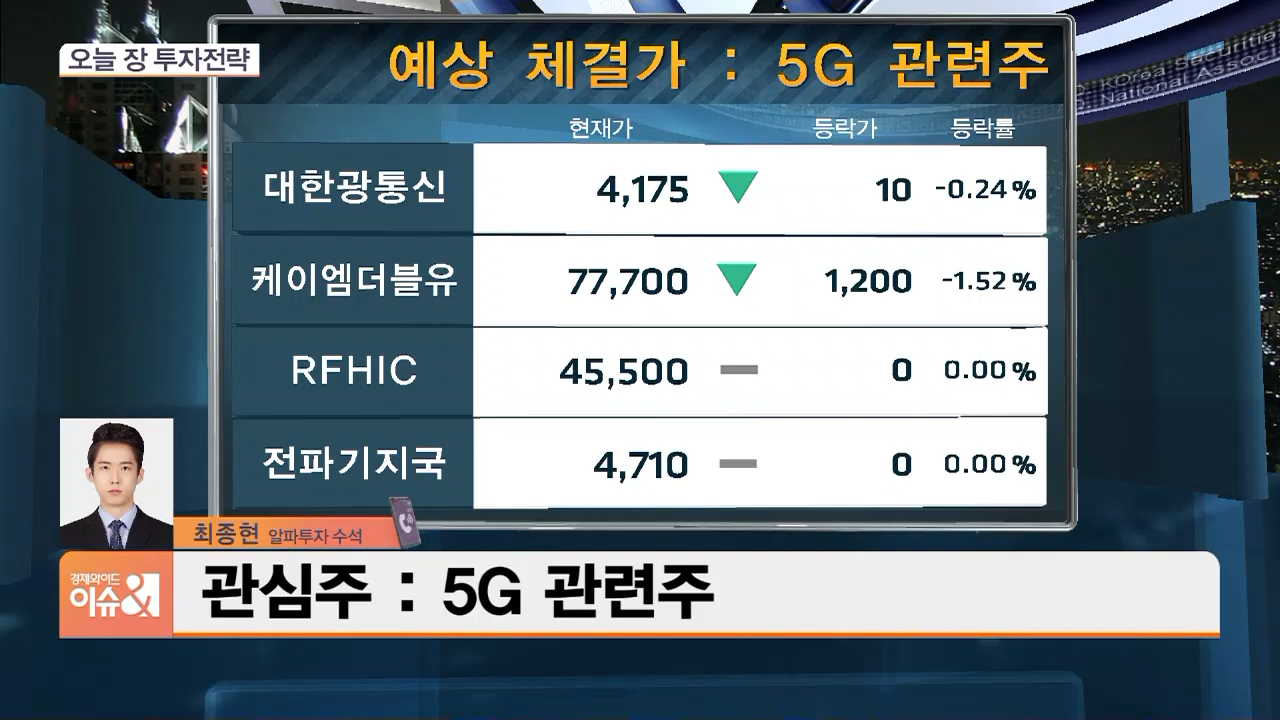 오늘 장 투자전략
예상 체결가 : 5G 관련주
현재가 등락가 등락률
대한광통신 4,175 ▼ 10 -0.24%
케이엠더블유 77,700 ▼ 1,200 -1.52%
RFHIC 45,500 0 0.00%
전파기지국 4,710 0 0.00%
Korea Securities
National Assoc
최종현 알파투자 수석
경제와이드
이슈&
관심주 : 5G 관련주